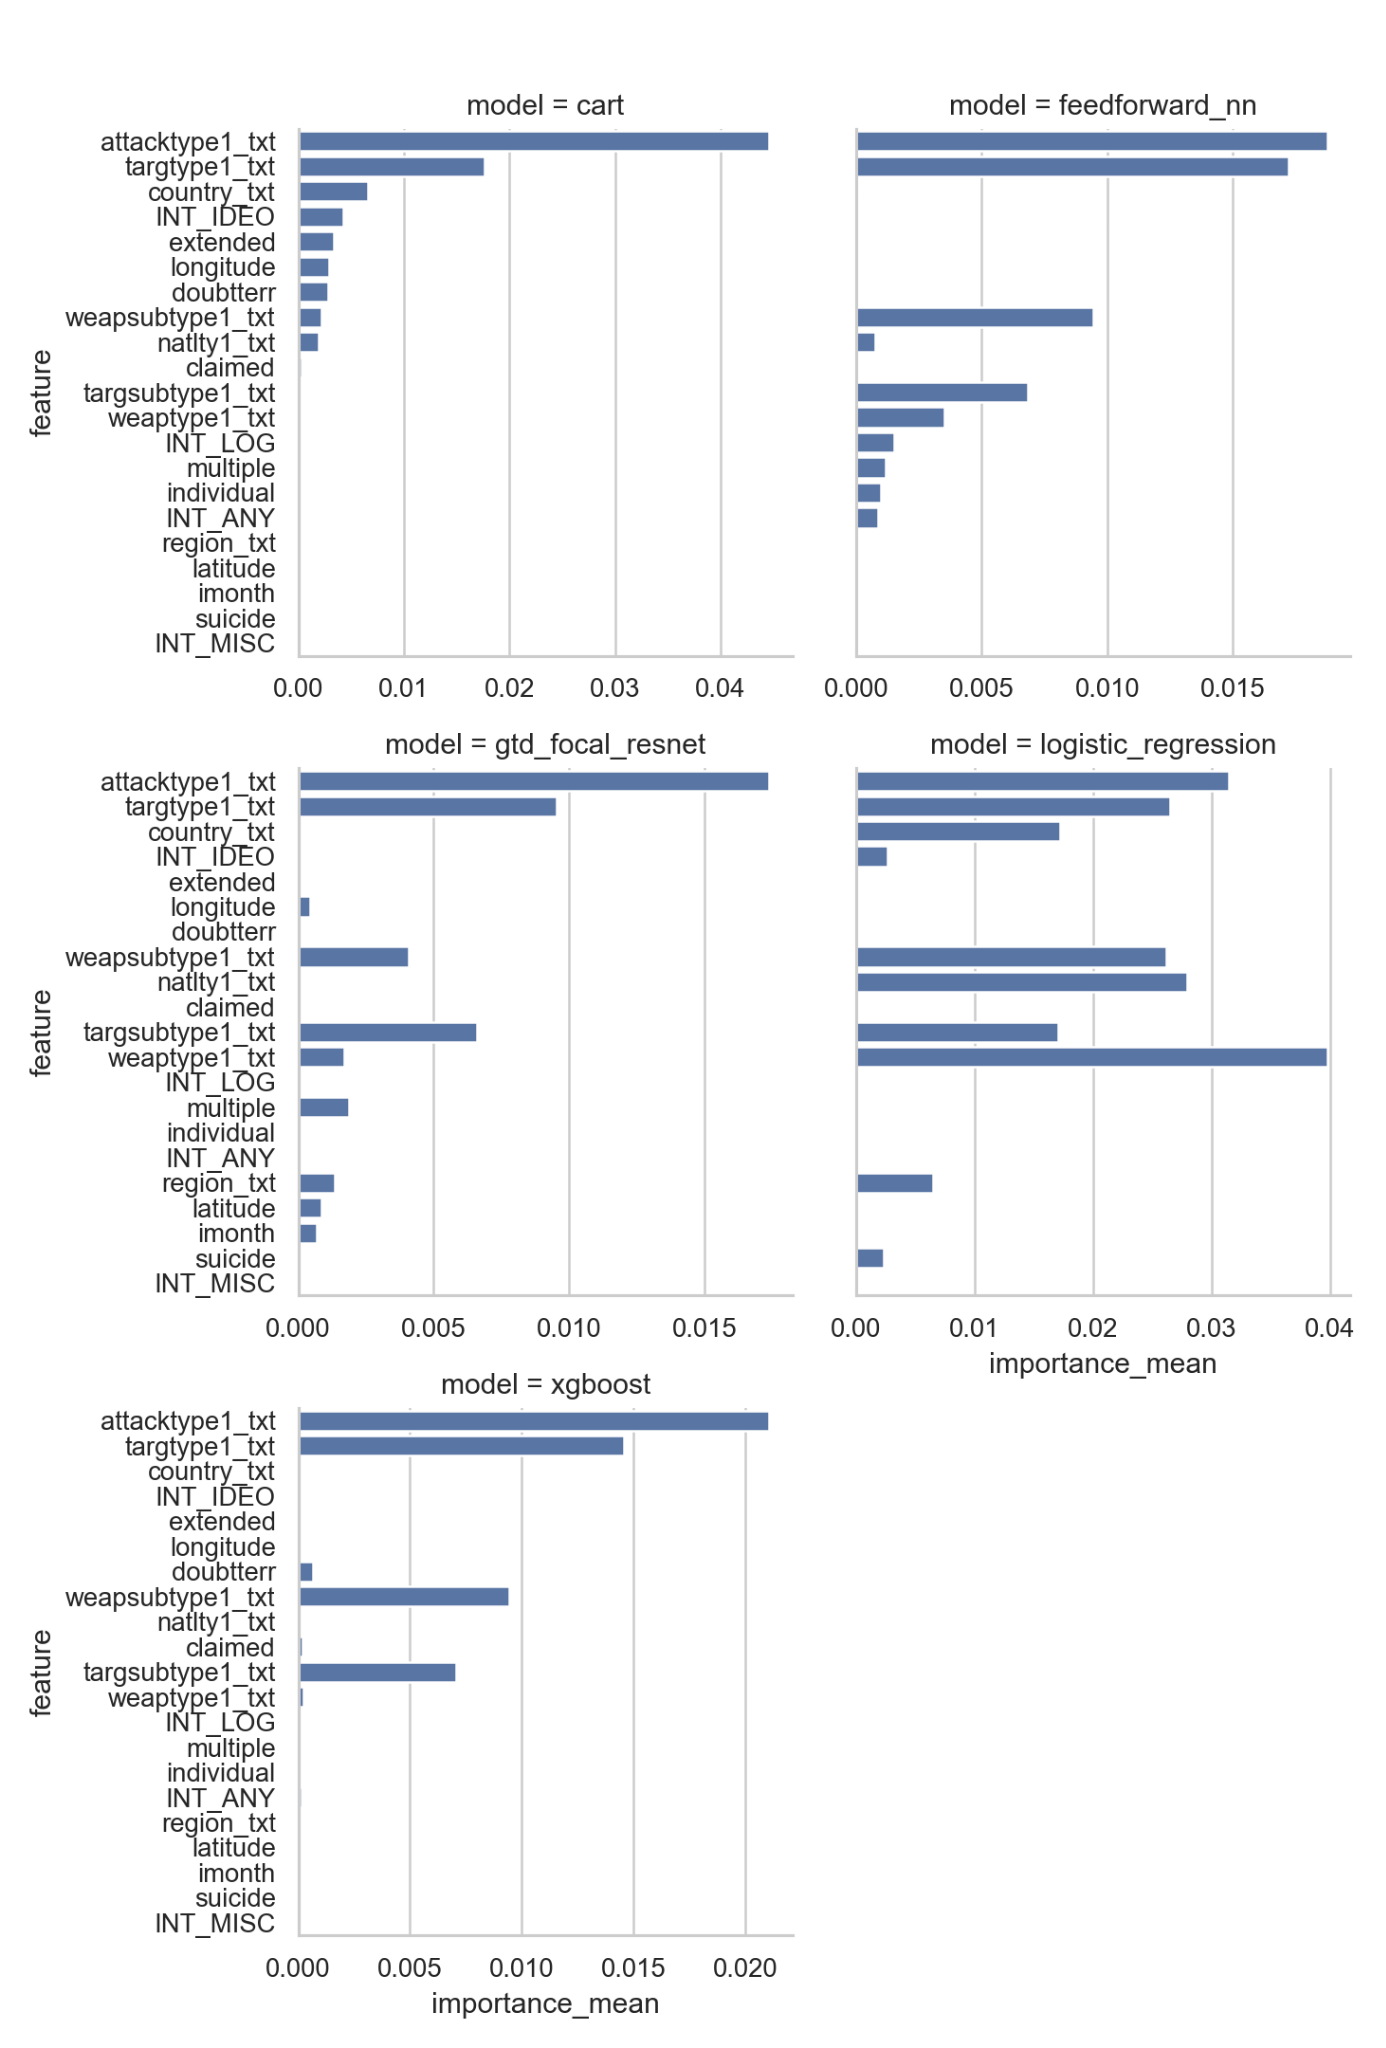 model = cart
model = feedforward_nn
attacktype1_txt
targtype1_txt
country_txt
INT_IDEO
extended
longitude
doubtterr
weapsubtype1_txt
natlty1_txt
claimed
targsubtype1_txt
weaptype1_txt
INT_LOG
multiple
individual
INT_ANY
region_txt
latitude
imonth
suicide
INT_MISC
feature
0.00 0.01 0.02 0.03 0.04
0.000 0.005 0.010 0.015
model = gtd_focal_resnet
model = logistic_regression
attacktype1_txt
targtype1_txt
country_txt
INT_IDEO
extended
longitude
doubtterr
weapsubtype1_txt
natlty1_txt
claimed
targsubtype1_txt
weaptype1_txt
INT_LOG
multiple
individual
INT_ANY
region_txt
latitude
imonth
suicide
INT_MISC
feature
0.000 0.005 0.010 0.015
0.00 0.01 0.02 0.03 0.04
importance_mean
model = xgboost
attacktype1_txt
targtype1_txt
country_txt
INT_IDEO
extended
longitude
doubtterr
weapsubtype1_txt
natlty1_txt
claimed
targsubtype1_txt
weaptype1_txt
INT_LOG
multiple
individual
INT_ANY
region_txt
latitude
imonth
suicide
INT_MISC
feature
0.000 0.005 0.010 0.015 0.020
importance_mean